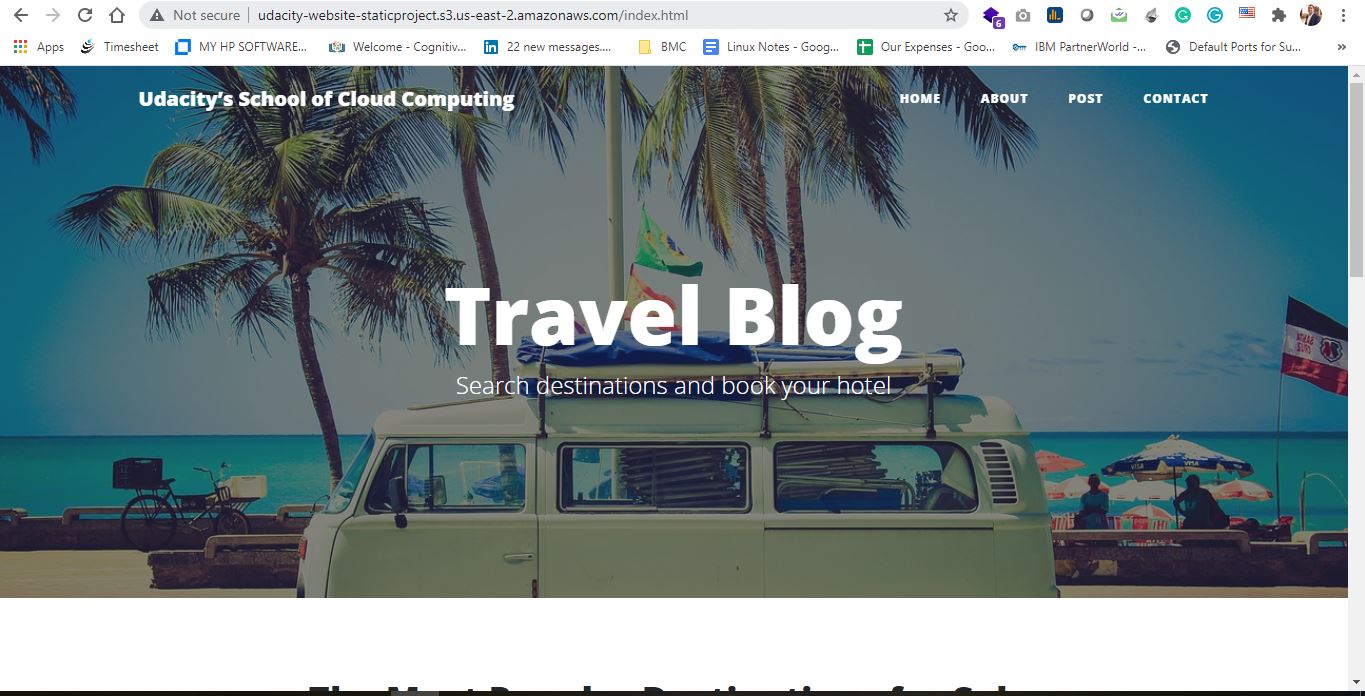 Not secure | udacity-website-staticproject.s3.us-east-2.amazonaws.com/index.html
6
Apps Timesheet MY HP SOFTWARE... Welcome - Cognitiv... 22 new messages.... BMC Linux Notes - Goog... Our Expenses - Goo... IBM PartnerWorld -... Default Ports for Su... »
Udacity's School of Cloud Computing HOME ABOUT POST CONTACT
Travel Blog
Search destinations and book your hotel
VISA VISA